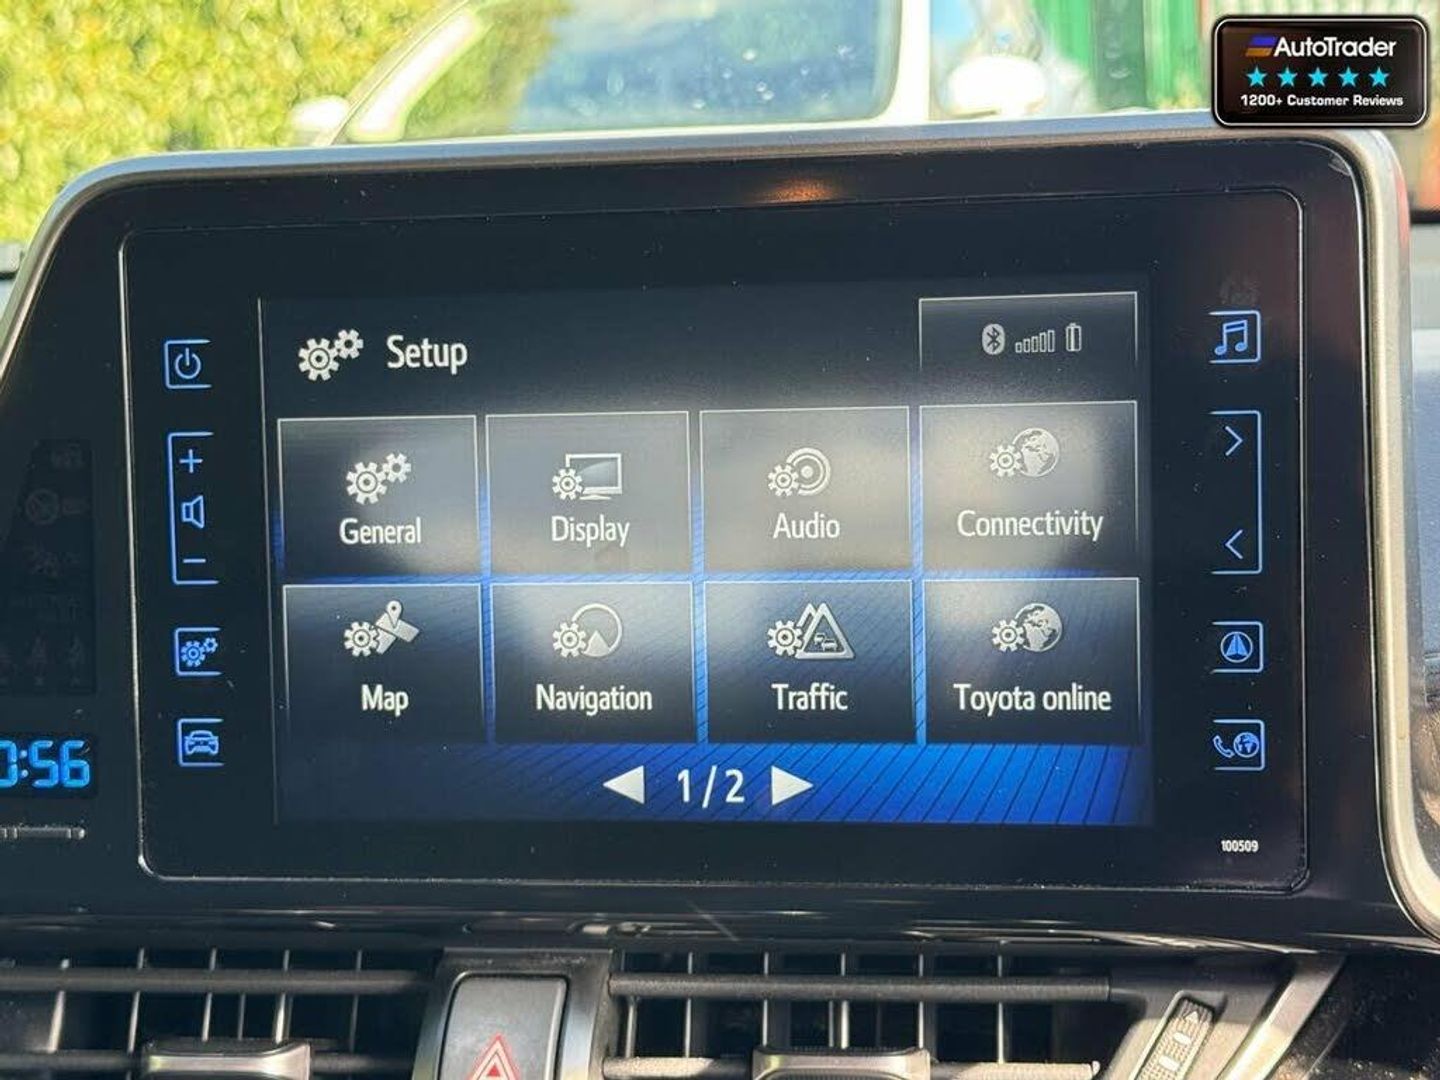 AutoTrader
1200+ Customer Reviews
Setup
General
Display
Audio
Connectivity
Map
Navigation
Traffic
Toyota online
1/2
:56
100509